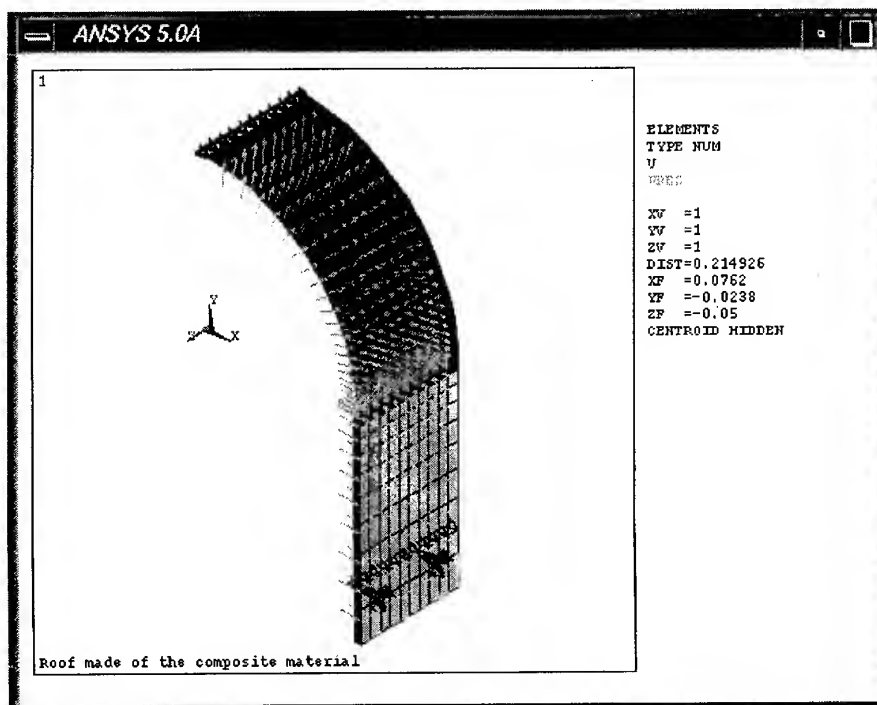 ANSYS 5.0A
1
ELEMENTS
TYPE NUM
U
PRES
XV =1
YV =1
ZV =1
DIST=0.214926
XF =0.0762
YF =-0.0238
ZF =-0.05
CENTROID HIDDEN
Y
Z X
Roof made of the composite material